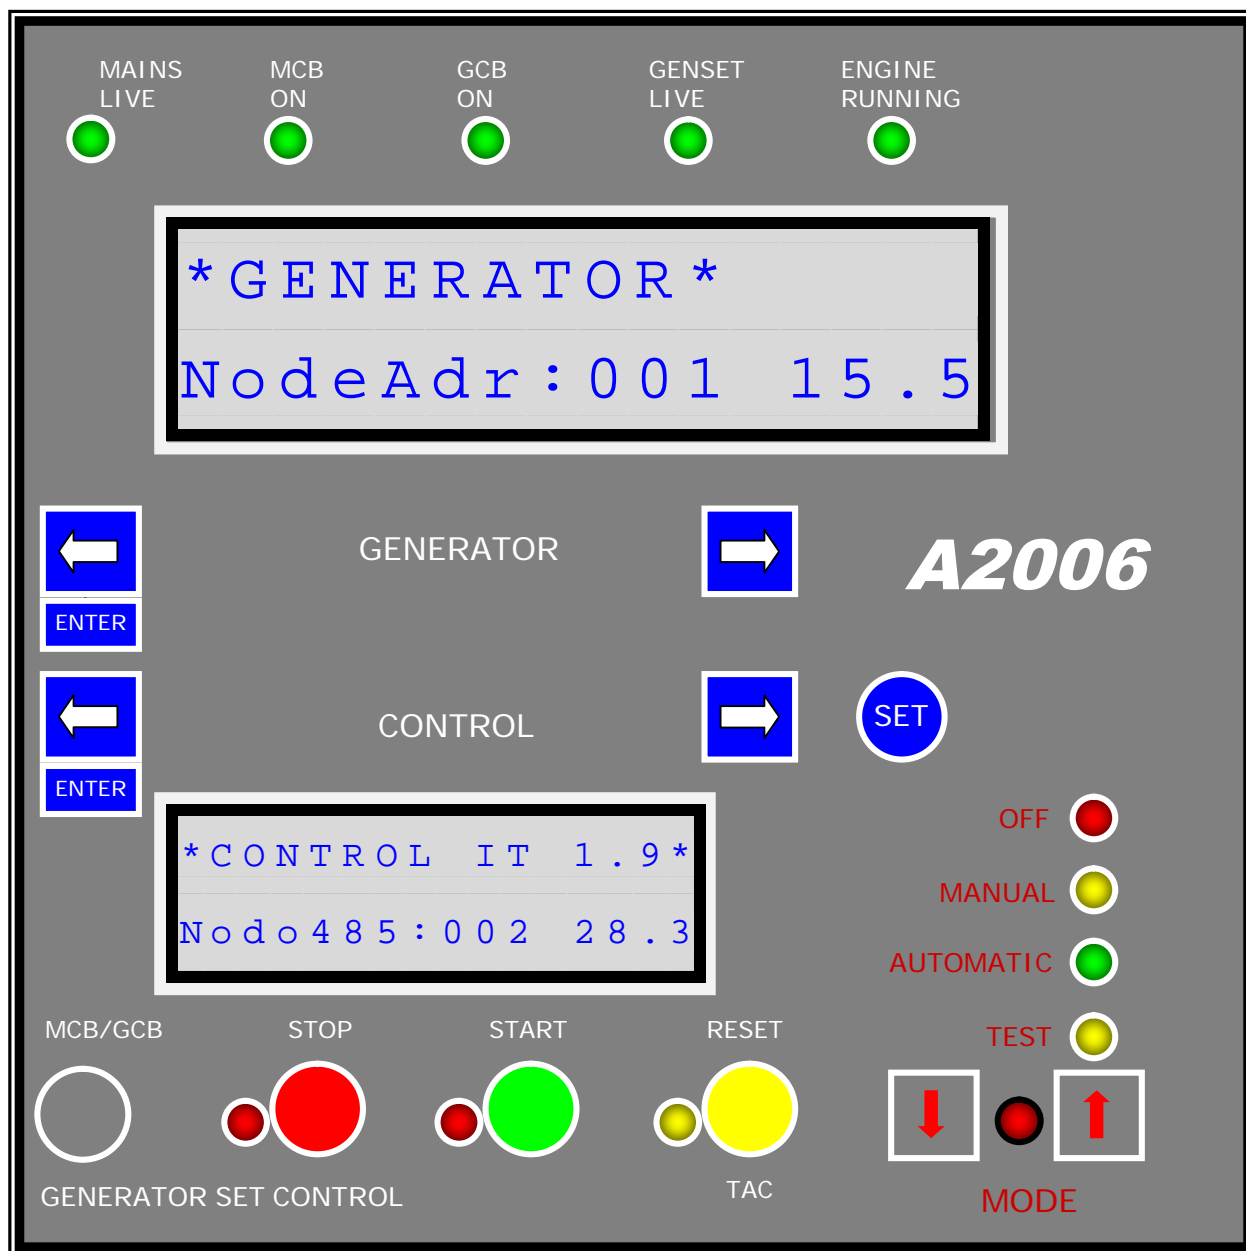 MAINS LIVE
MCB ON
GCB ON
GENSET LIVE
ENGINE RUNNING
*GENERATOR*
NodeAdr:001 15.5
GENERATOR
A2006
ENTER
CONTROL
SET
ENTER
*CONTROL IT 1.9*
Nodo485:002 28.3
OFF
MANUAL
AUTOMATIC
TEST
MCB/GCB
STOP
START
RESET
TAC
GENERATOR SET CONTROL
MODE